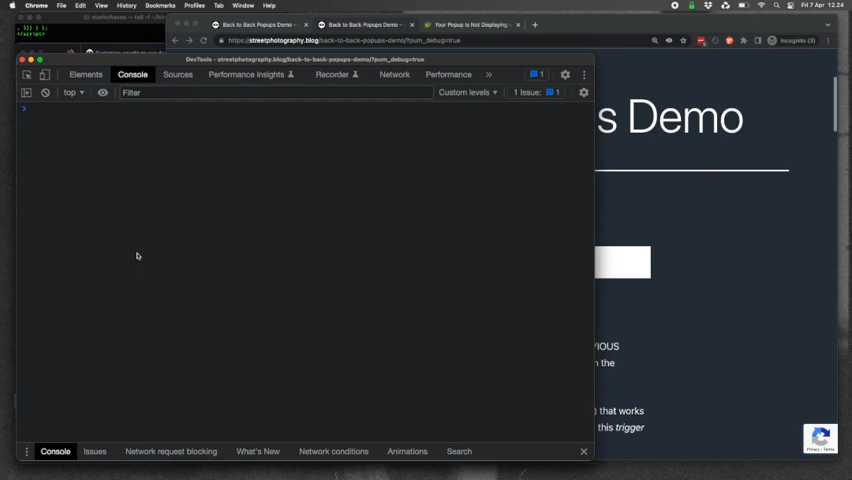 Chrome File Edit View History Bookmarks Profiles Tab Window Help
Fri 7 Apr 12.24
</script>
Back to Back Popups Demo -
Back to Back Popups Demo -
Your Popup Is Not Displaying
https://streetphotography.blog/back-to-back-popups-demo/?pum_debug=true
Incognito (3)
DevTools - streetphotography.blog/back-to-back-popups-demo/?pum_debug=true
Elements Console Sources Performance insights Recorder Network Performance » 1
top Filter Custom levels 1 Issue: 1
s Demo
VIOUS
n the
) that works
this trigger
Console Issues Network request blocking What's New Network conditions Animations Search
Privacy - Terms